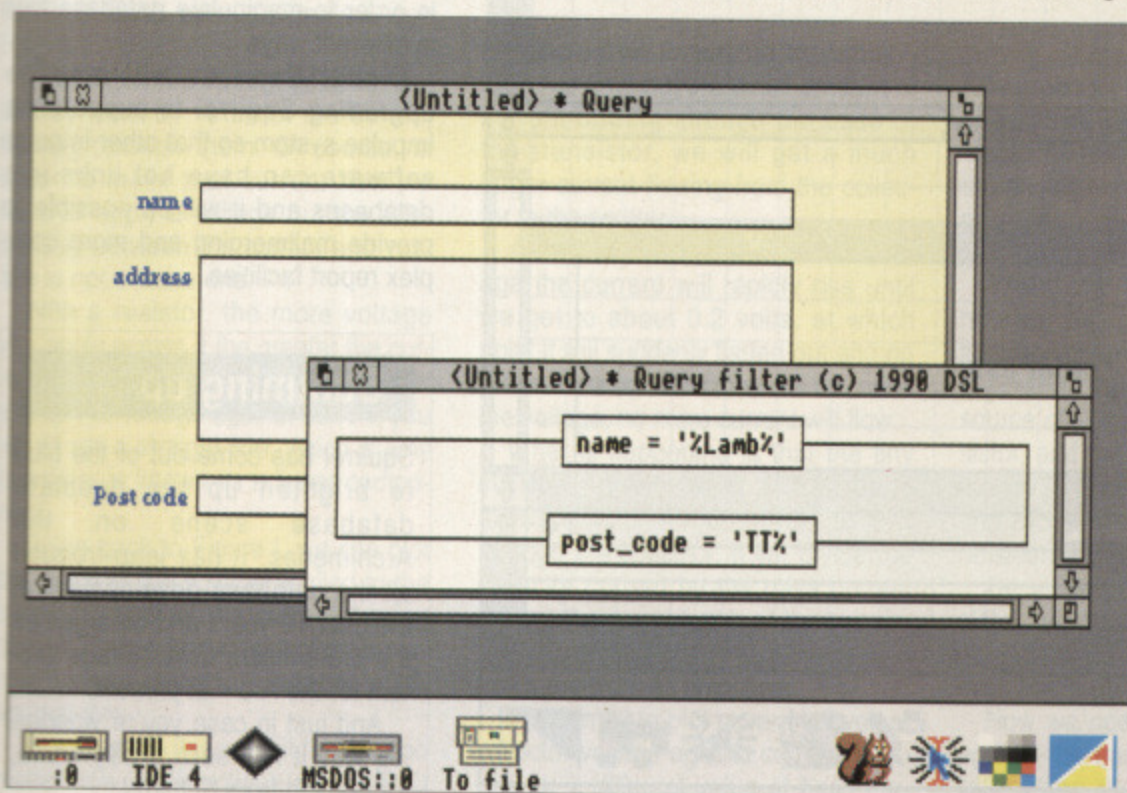 <Untitled> * Query
name
address
<Untitled> * Query filter (c) 1990 DSL
name = '%Lamb%'
Post code
post_code = 'TT%'
:0
IDE 4
MSDOS::0
To file